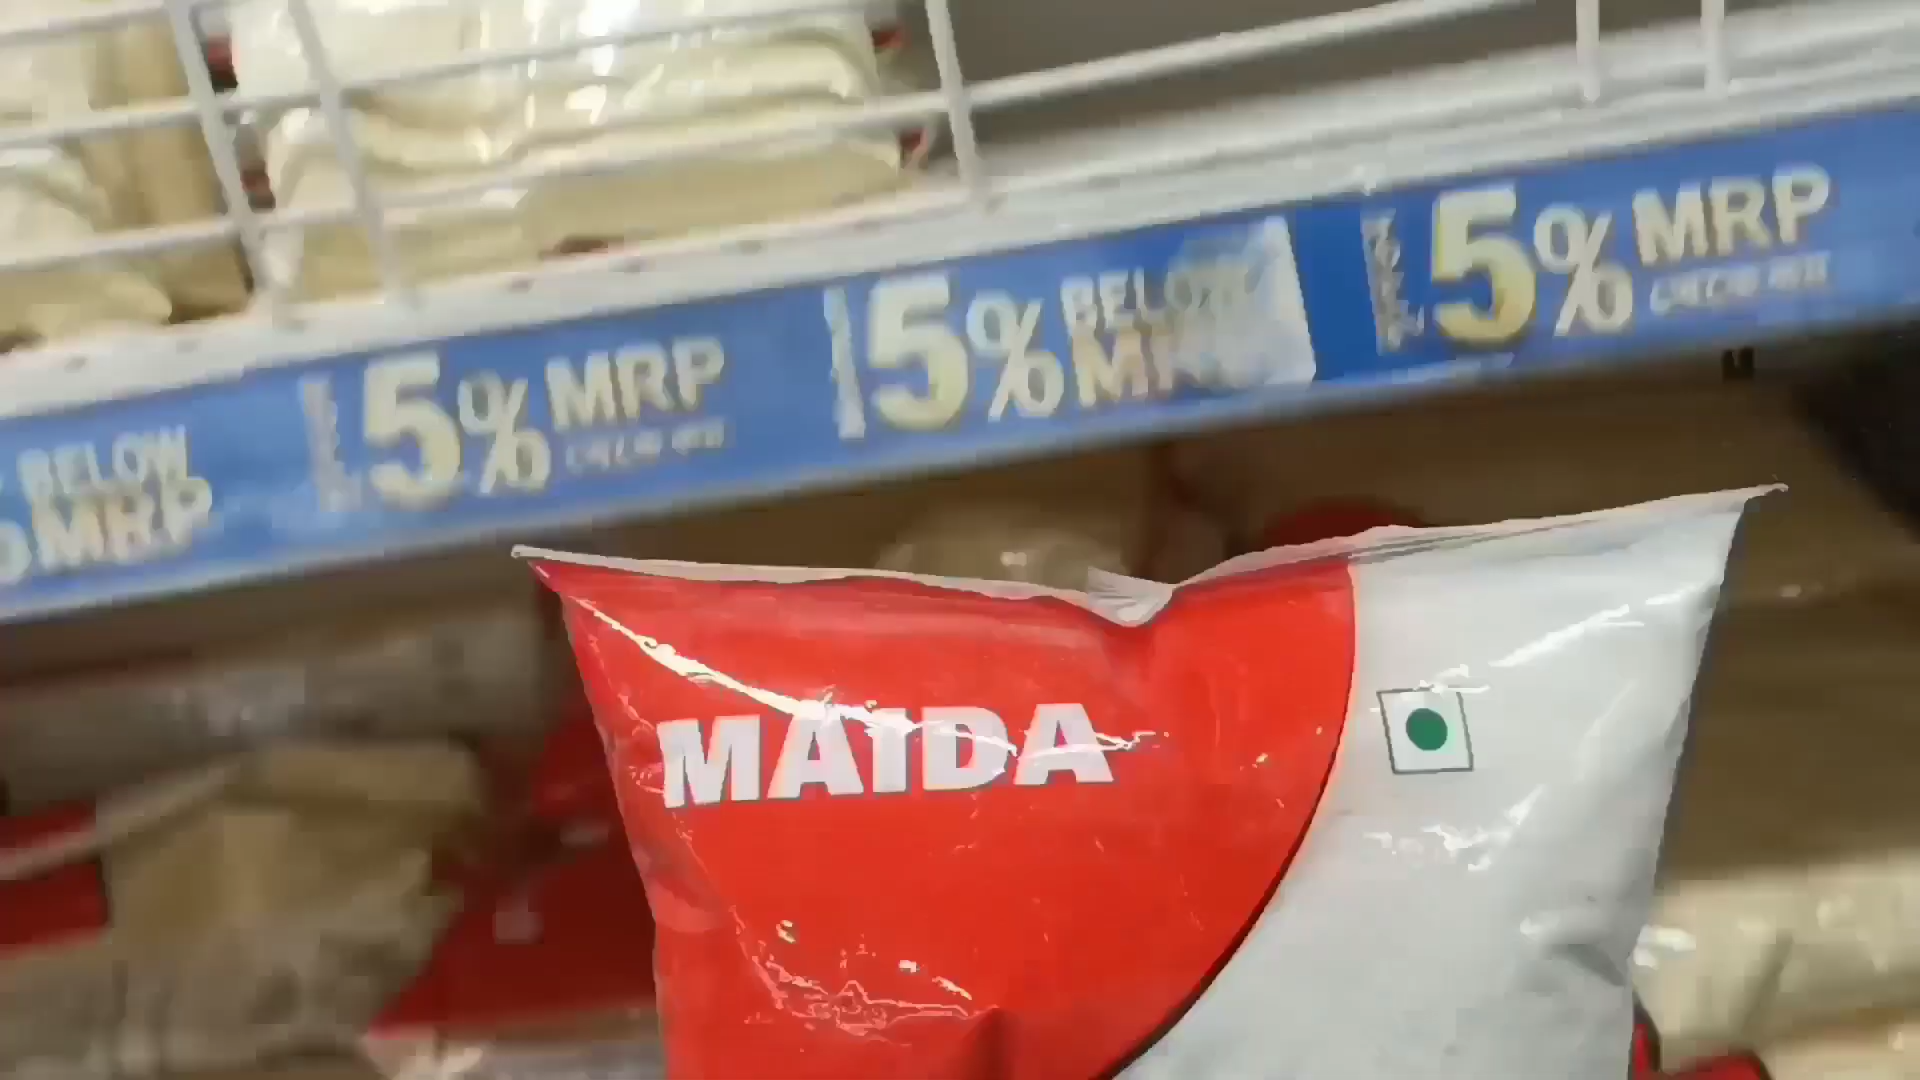 BELOW
MRP
5% MRP
5% BELOW
5% MRP
MAIDA